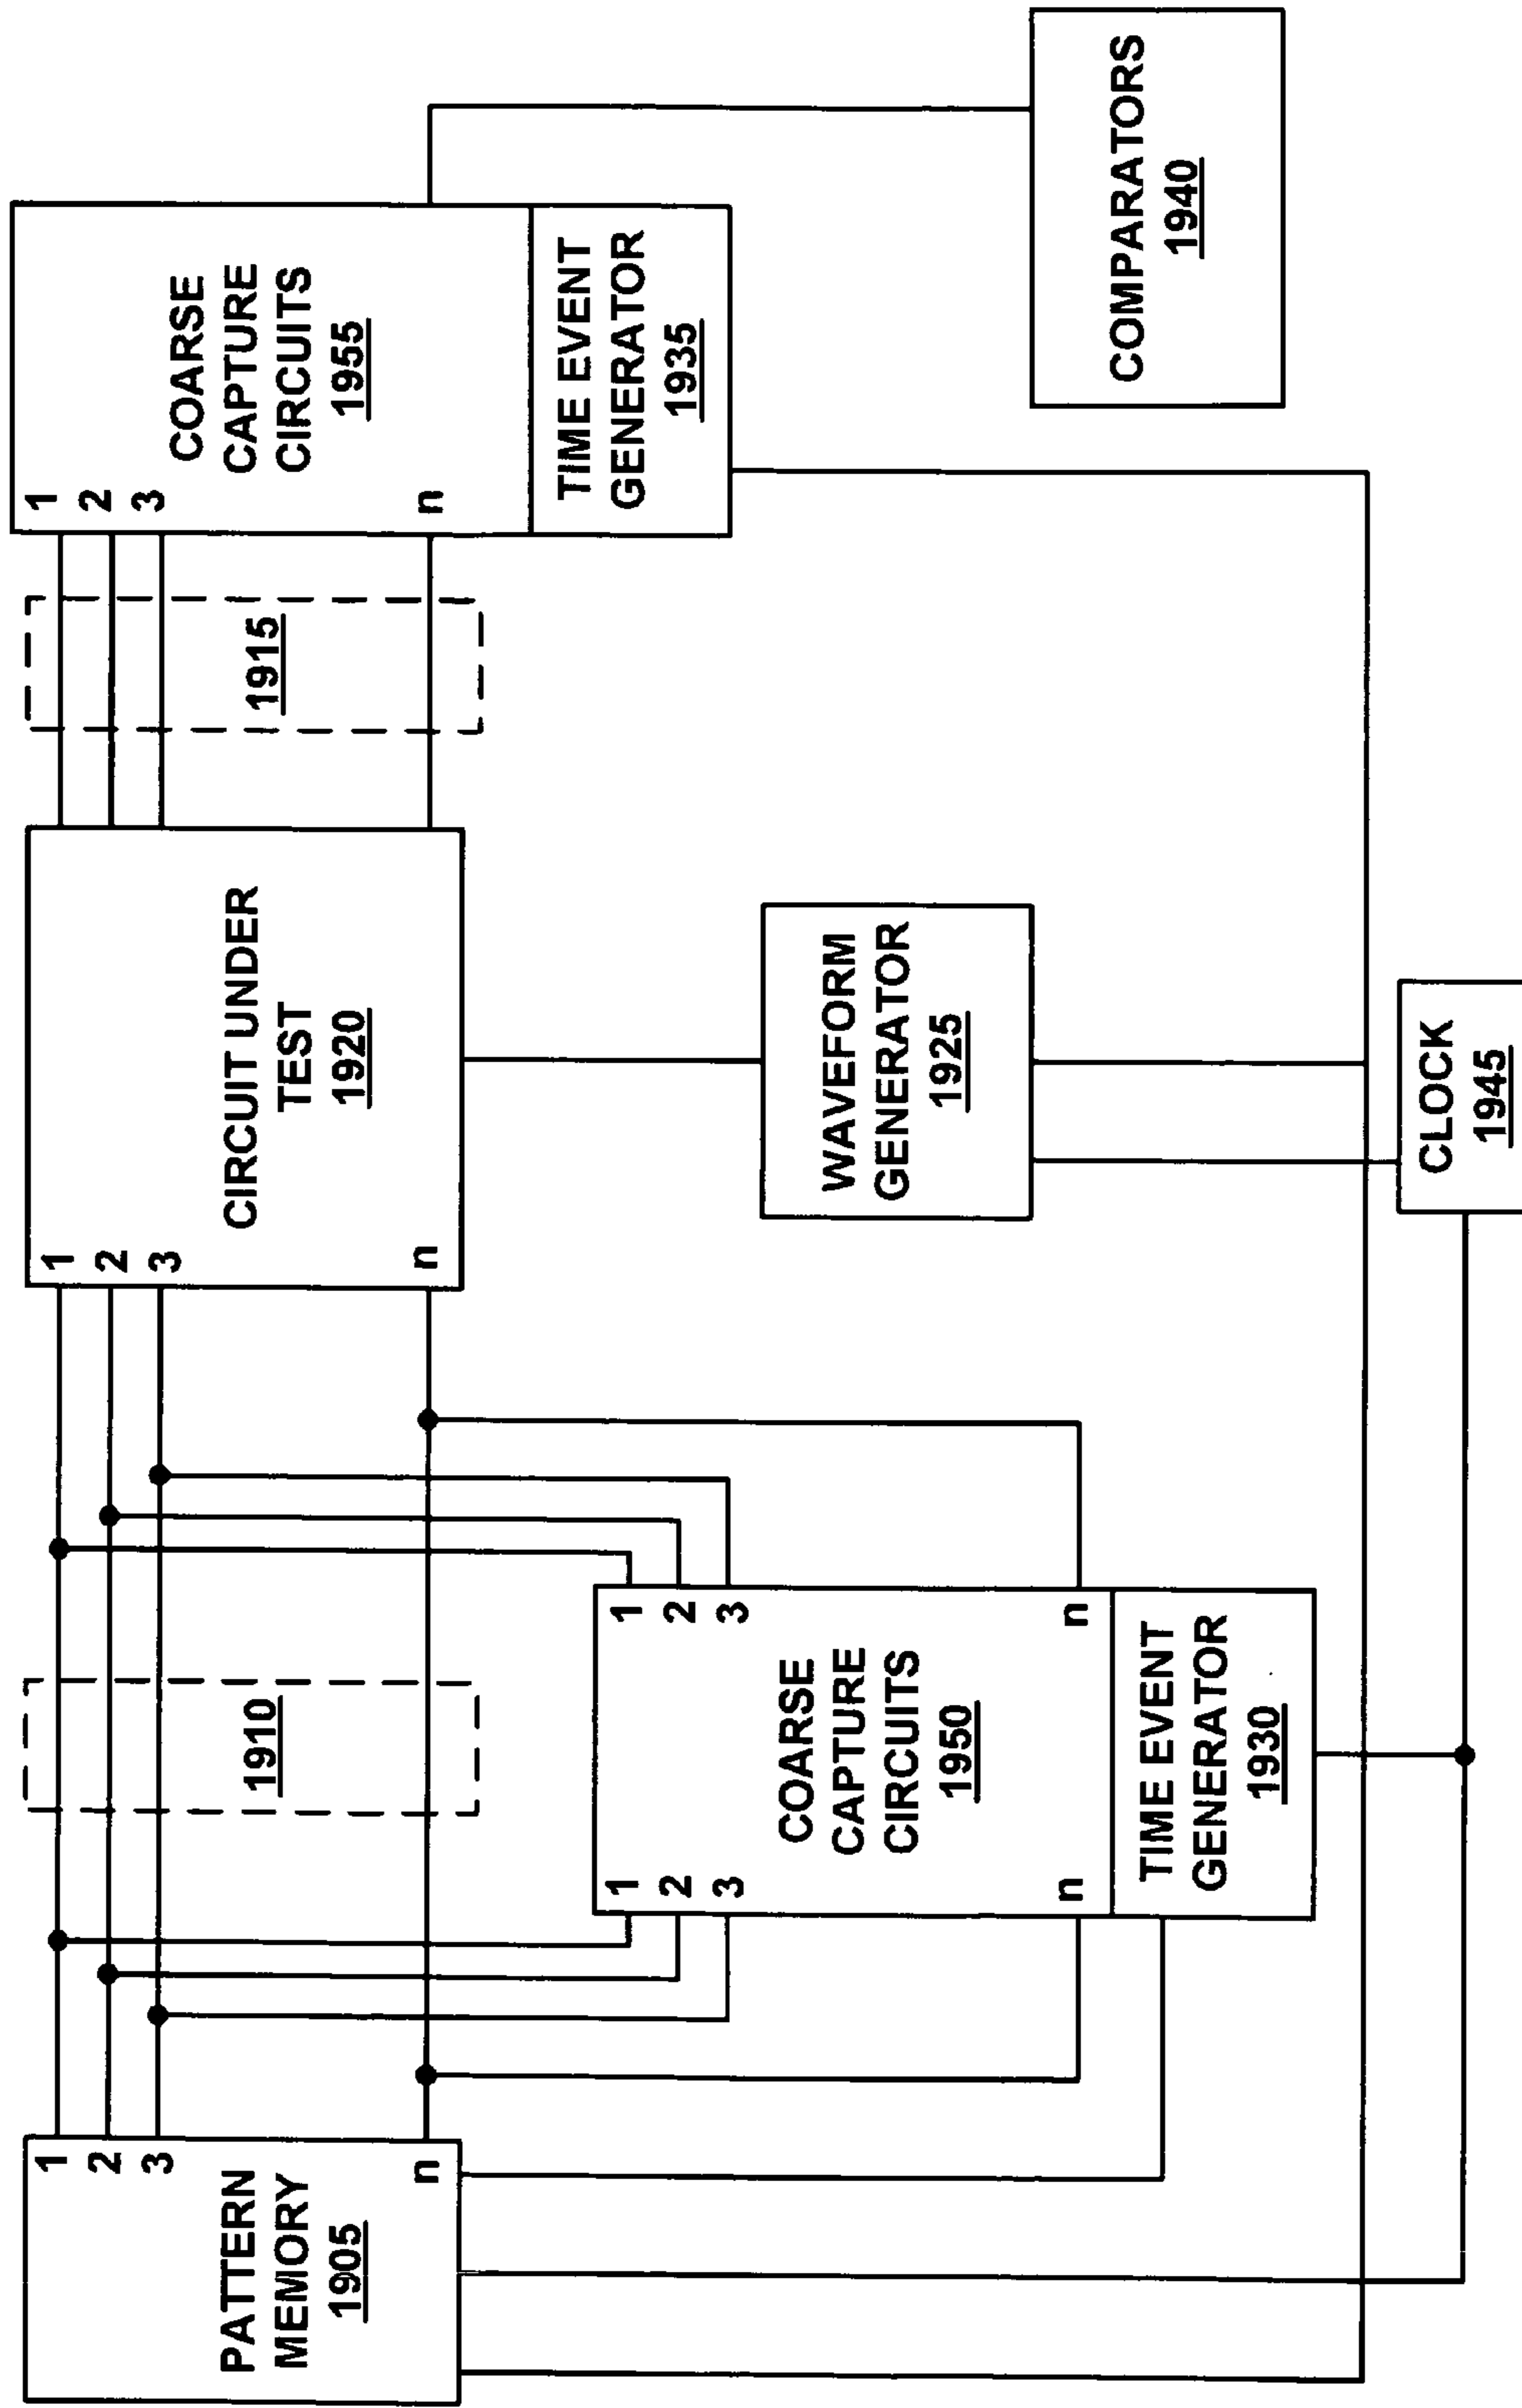 PATTERN
MEMORY
1905
1
2
3
n
1910
COARSE
CAPTURE
CIRCUITS
1950
1
2
3
n
1
2
3
n
TIME EVENT
GENERATOR
1930
CIRCUIT UNDER
TEST
1920
1
2
3
n
WAVEFORM
GENERATOR
1925
CLOCK
1945
1915
COARSE
CAPTURE
CIRCUITS
1955
1
2
3
n
TIME EVENT
GENERATOR
1935
COMPARATORS
1940